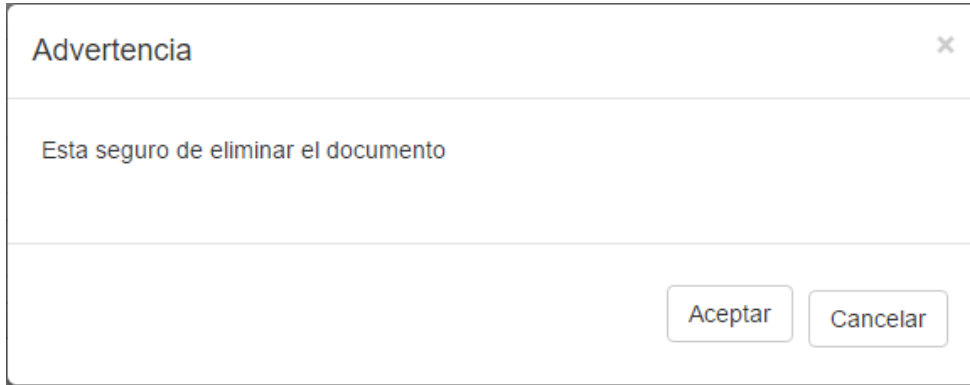 Advertencia ×
Esta seguro de eliminar el documento
Aceptar Cancelar